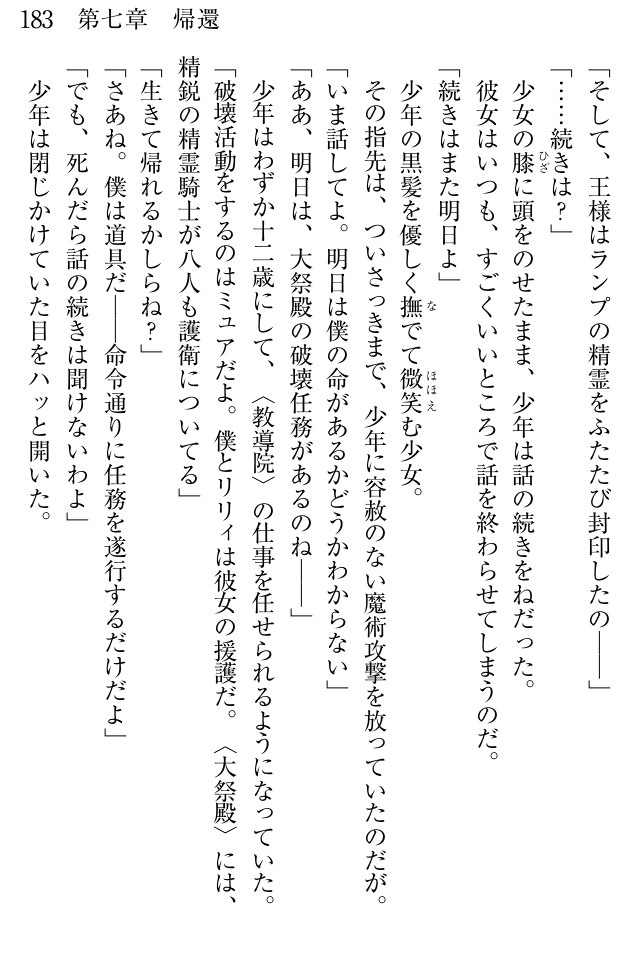 183 第七章 帰還
「そして、王様はランプの精霊をふたたび封印したの――」
「……続きは?」
少女の膝に頭をのせたまま、少年は話の続きをねだった。
彼女はいつも、すごくいいところで話を終わらせてしまうのだ。
「続きはまた明日よ」
少年の黒髪を優しく撫でて微笑む少女。
その指先は、ついさっきまで、少年に容赦のない魔術攻撃を放っていたのだが。
「いま話してよ。明日は僕の命があるかどうかわからない」
「ああ、明日は、大祭殿の破壊任務があるのね――」
少年はわずか十二歳にして、〈教導院〉の仕事を任せられるようになっていた。
「破壊活動をするのはミュアだよ。僕とリリィは彼女の援護だ。〈大祭殿〉には、
精鋭の精霊騎士が八人も護衛についてる」
「生きて帰れるかしらね?」
「さあね。僕は道具だ――命令通りに任務を遂行するだけだよ」
「でも、死んだら話の続きは聞けないわよ」
少年は閉じかけていた目をハッと開いた。